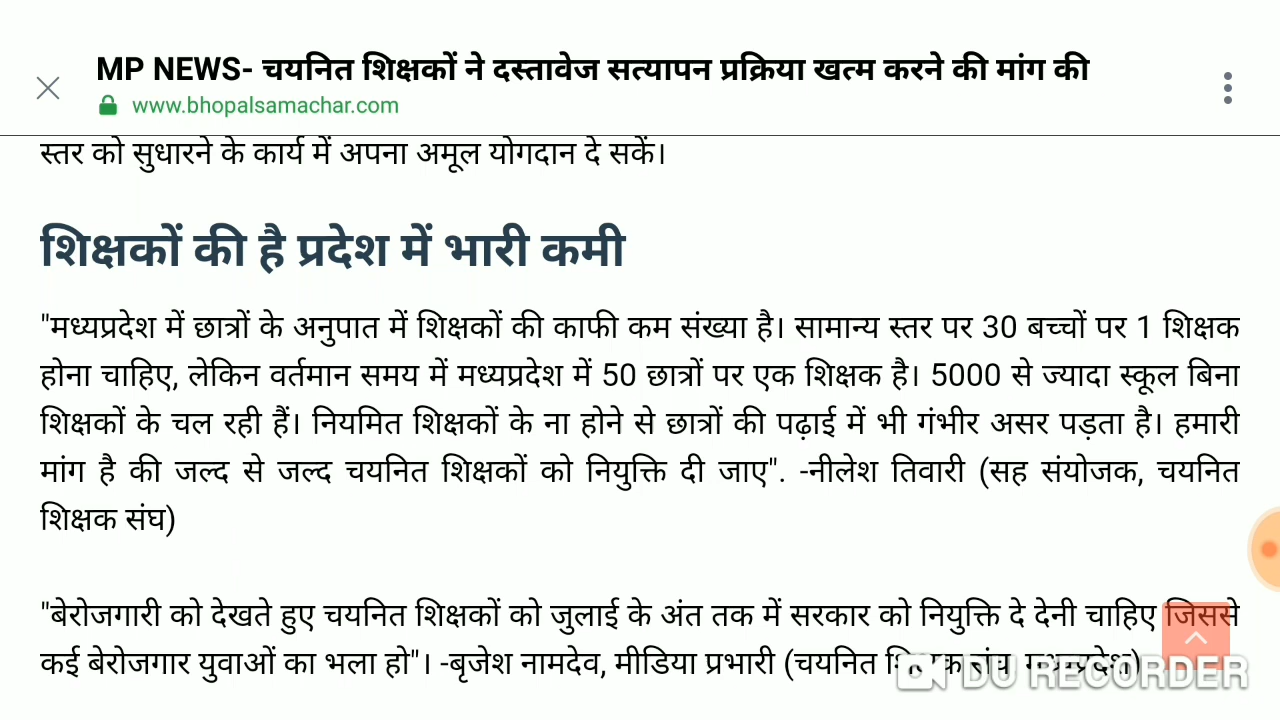 MP NEWS- चयनित शिक्षकों ने दस्तावेज सत्यापन प्रक्रिया खत्म करने की मांग की
www.bhopalsamachar.com
स्तर को सुधारने के कार्य में अपना अमूल योगदान दे सकें।
शिक्षकों की है प्रदेश में भारी कमी
"मध्यप्रदेश में छात्रों के अनुपात में शिक्षकों की काफी कम संख्या है। सामान्य स्तर पर 30 बच्चों पर 1 शिक्षक
होना चाहिए, लेकिन वर्तमान समय में मध्यप्रदेश में 50 छात्रों पर एक शिक्षक है। 5000 से ज्यादा स्कूल बिना
शिक्षकों के चल रही हैं। नियमित शिक्षकों के ना होने से छात्रों की पढ़ाई में भी गंभीर असर पड़ता है। हमारी
मांग है की जल्द से जल्द चयनित शिक्षकों को नियुक्ति दी जाए". -नीलेश तिवारी (सह संयोजक, चयनित
शिक्षक संघ)
"बेरोजगारी को देखते हुए चयनित शिक्षकों को जुलाई के अंत तक में सरकार को नियुक्ति दे देनी चाहिए जिससे
कई बेरोजगार युवाओं का भला हो"। -बृजेश नामदेव, मीडिया प्रभारी (चयनित शिक्षक संघ मध्यप्रदेश)
DU RECORDER